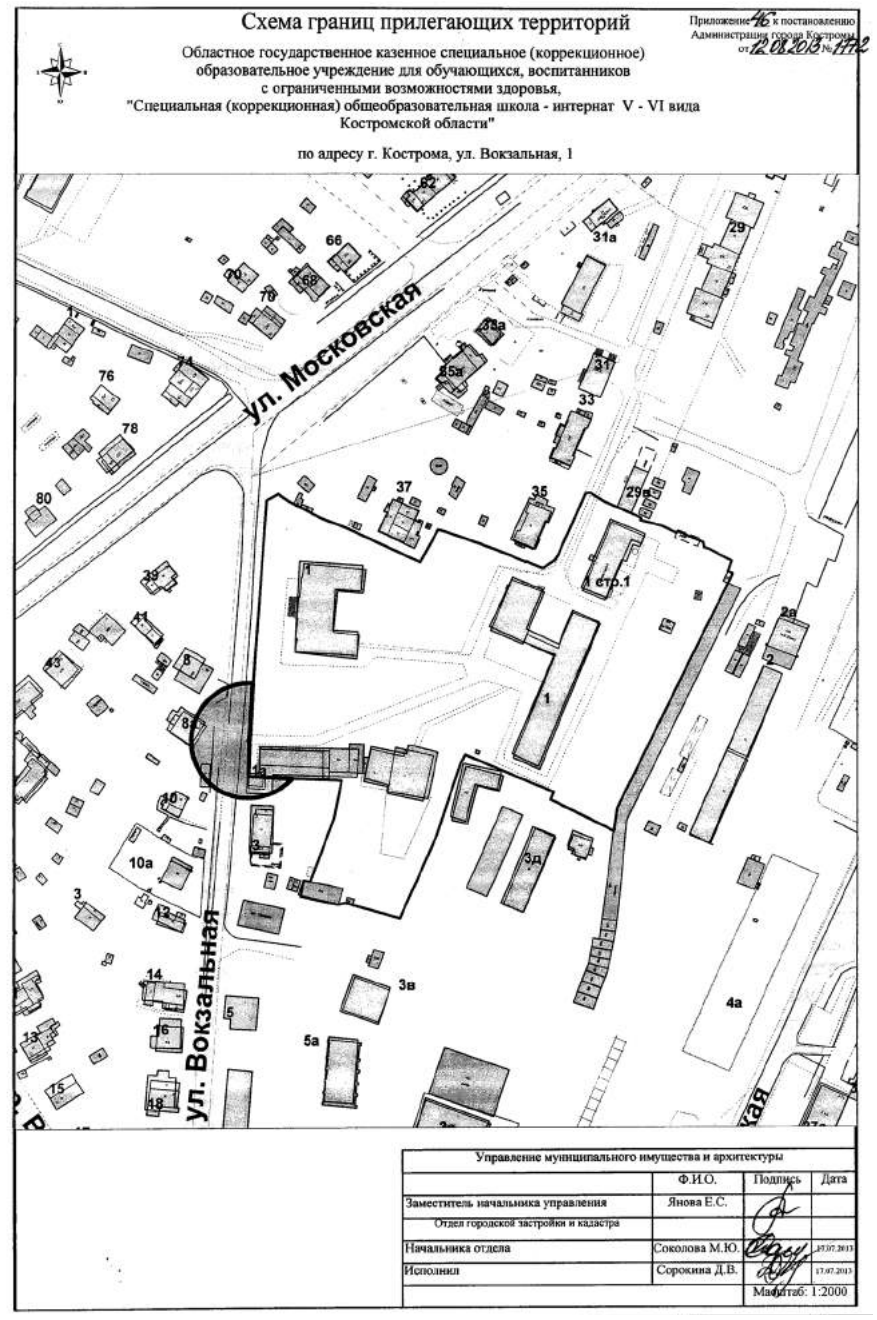 Схема границ прилегающих территорий
Приложение 46 к постановлению
Администрации города Костромы
от 12.08.2013 № 1772
Областное государственное казенное специальное (коррекционное)
образовательное учреждение для обучающихся, воспитанников
с ограниченными возможностями здоровья,
"Специальная (коррекционная) общеобразовательная школа - интернат V - VI вида
Костромской области"
по адресу г. Кострома, ул. Вокзальная, 1
62
29
66
31а
70
68
70
ул. Московская
35а
31
76
33
78
37
35
29в
80
39
1
1 стр.1
41
2а
43
8
2
1
8а
1а
10
3
3д
10а
3
12
ул. Вокзальная
14
3в
4а
5
16
5а
13
15
18
кая
Управление муниципального имущества и архитектуры
Ф.И.О. Подпись Дата
Заместитель начальника управления Янова Е.С.
Отдел городской застройки и кадастра
Начальника отдела Соколова М.Ю. 17.07.2013
Исполнил Сорокина Д.В. 17.07.2013
Масштаб: 1:2000